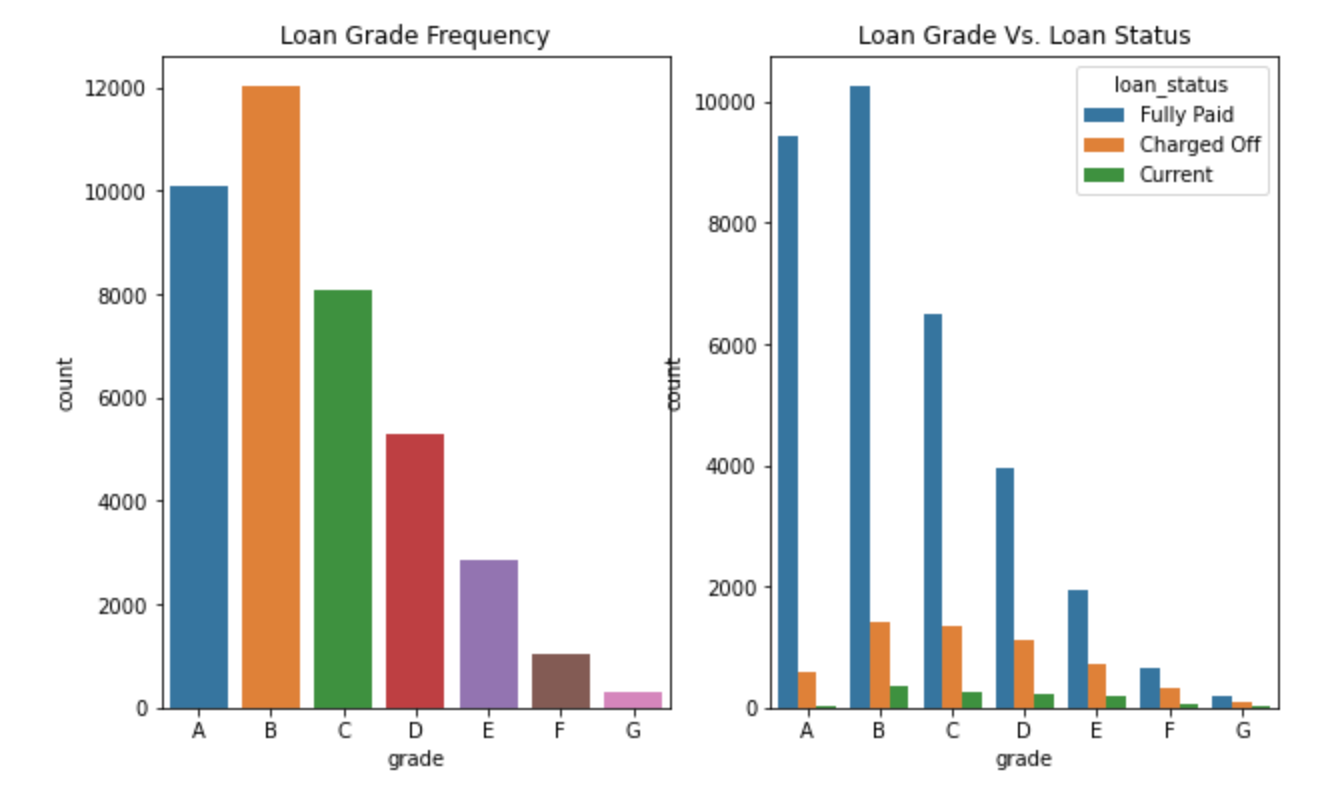 Loan Grade Frequency
12000
10000
8000
6000
4000
2000
0
count
A B C D E F G
grade
Loan Grade Vs. Loan Status
loan_status
Fully Paid
Charged Off
Current
10000
8000
6000
4000
2000
0
count
A B C D E F G
grade